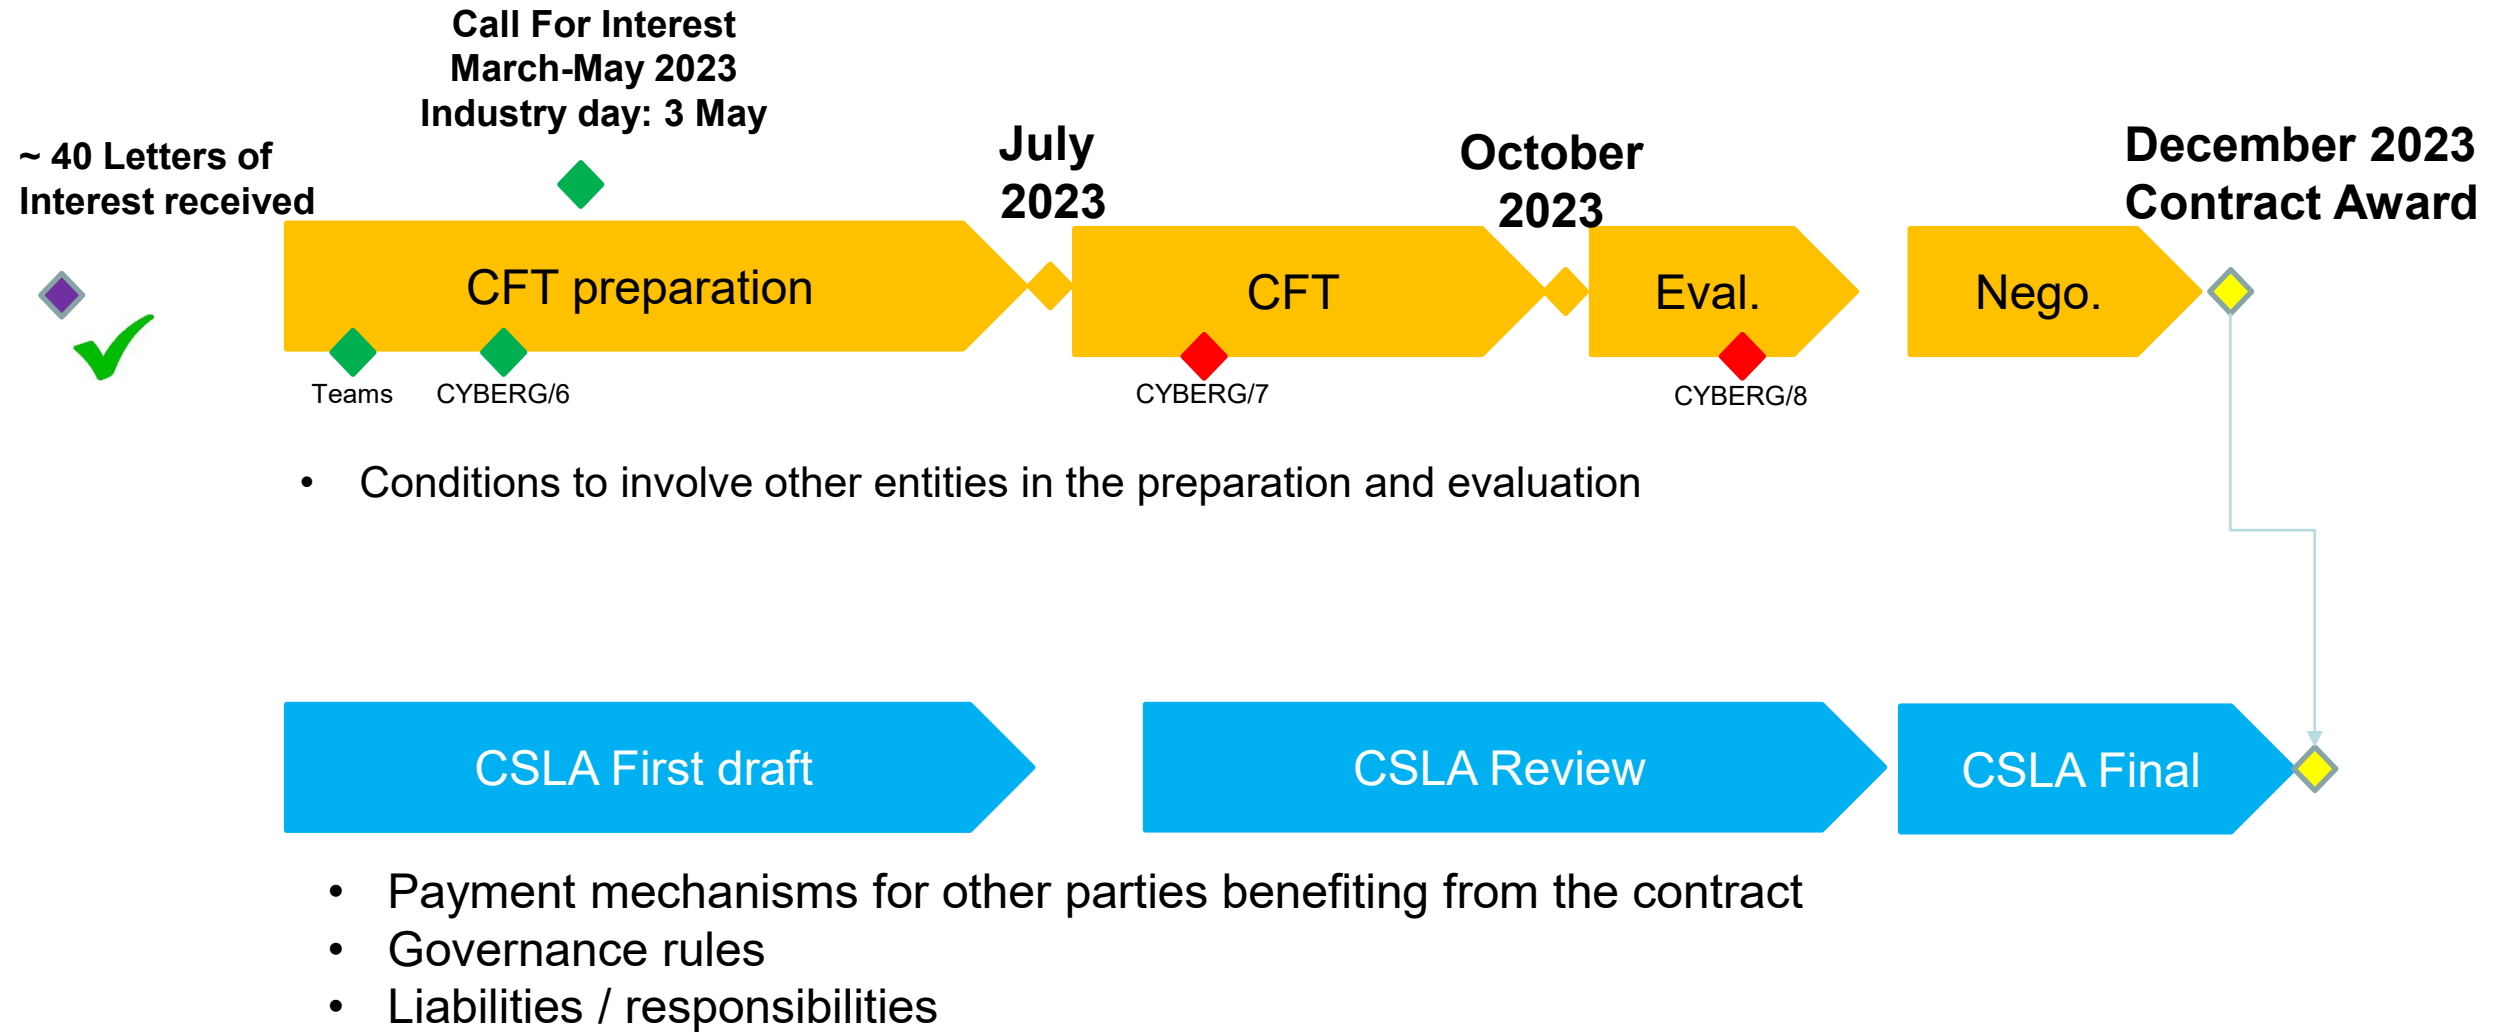 Call For Interest
March-May 2023
Industry day: 3 May
~ 40 Letters of
Interest received
July
2023
October
2023
December 2023
Contract Award
CFT preparation
CFT
Eval.
Nego.
Teams
CYBERG/6
CYBERG/7
CYBERG/8
• Conditions to involve other entities in the preparation and evaluation
CSLA First draft
CSLA Review
CSLA Final
• Payment mechanisms for other parties benefiting from the contract
• Governance rules
• Liabilities / responsibilities